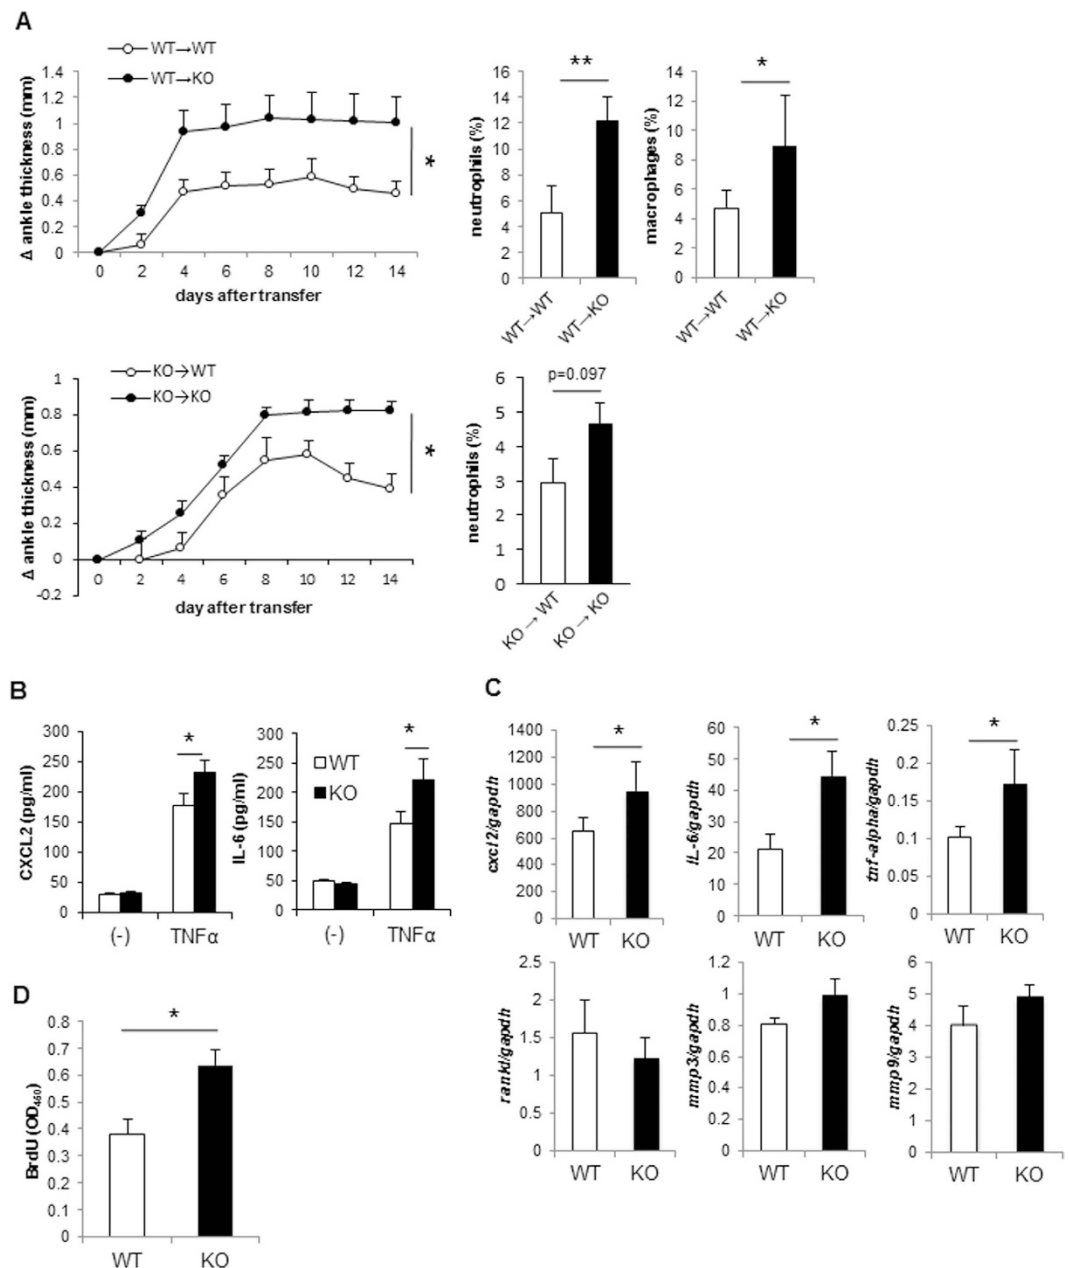 A
WT→WT
WT→KO
Δ ankle thickness (mm)
1.4
1.2
1
0.8
0.6
0.4
0.2
0
0 2 4 6 8 10 12 14
days after transfer
*
neutrophils (%)
16
14
12
10
8
6
4
2
0
**
WT→WT
WT→KO
macrophages (%)
14
12
10
8
6
4
2
0
*
WT→WT
WT→KO
KO→WT
KO→KO
Δ ankle thickness (mm)
1
0.8
0.6
0.4
0.2
0
-0.2
0 2 4 6 8 10 12 14
day after transfer
*
neutrophils (%)
6
5
4
3
2
1
0
p=0.097
KO → WT
KO → KO
B
CXCL2 (pg/ml)
300
250
200
150
100
50
0
*
(-) TNFα
IL-6 (pg/ml)
300
250
200
150
100
50
0
*
WT
KO
(-) TNFα
C
cxcl2/gapdh
1400
1200
1000
800
600
400
200
0
*
WT KO
IL-6/gapdh
60
50
40
30
20
10
0
*
WT KO
tnf-alpha/gapdh
0.25
0.2
0.15
0.1
0.05
0
*
WT KO
rankl/gapdh
2.5
2
1.5
1
0.5
0
WT KO
mmp3/gapdh
1.2
1
0.8
0.6
0.4
0.2
0
WT KO
mmp9/gapdh
6
5
4
3
2
1
0
WT KO
D
BrdU (OD₄₆₀)
0.8
0.7
0.6
0.5
0.4
0.3
0.2
0.1
0
*
WT KO